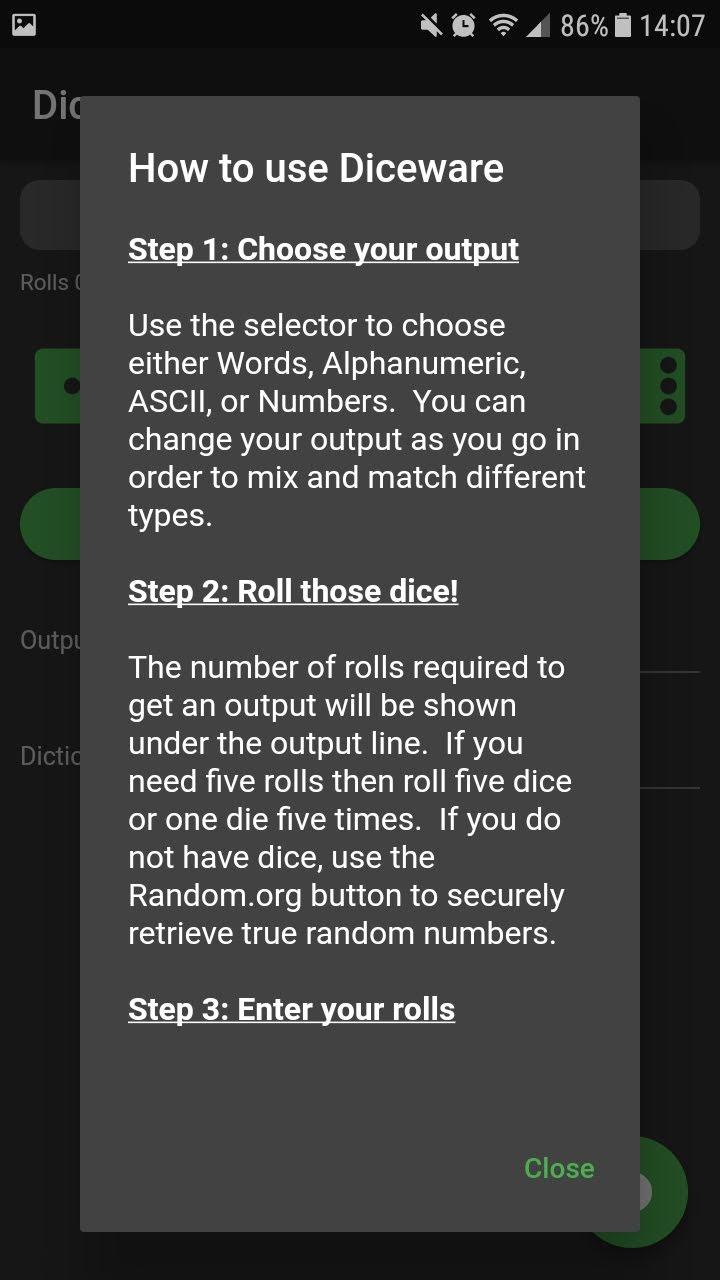 86% 14:07
Dic
How to use Diceware
Step 1: Choose your output
Rolls 0
Use the selector to choose
either Words, Alphanumeric,
ASCII, or Numbers.  You can
change your output as you go in
order to mix and match different
types.
Step 2: Roll those dice!
Outpu
The number of rolls required to
get an output will be shown
under the output line.  If you
Dictio
need five rolls then roll five dice
or one die five times.  If you do
not have dice, use the
Random.org button to securely
retrieve true random numbers.
Step 3: Enter your rolls
Close